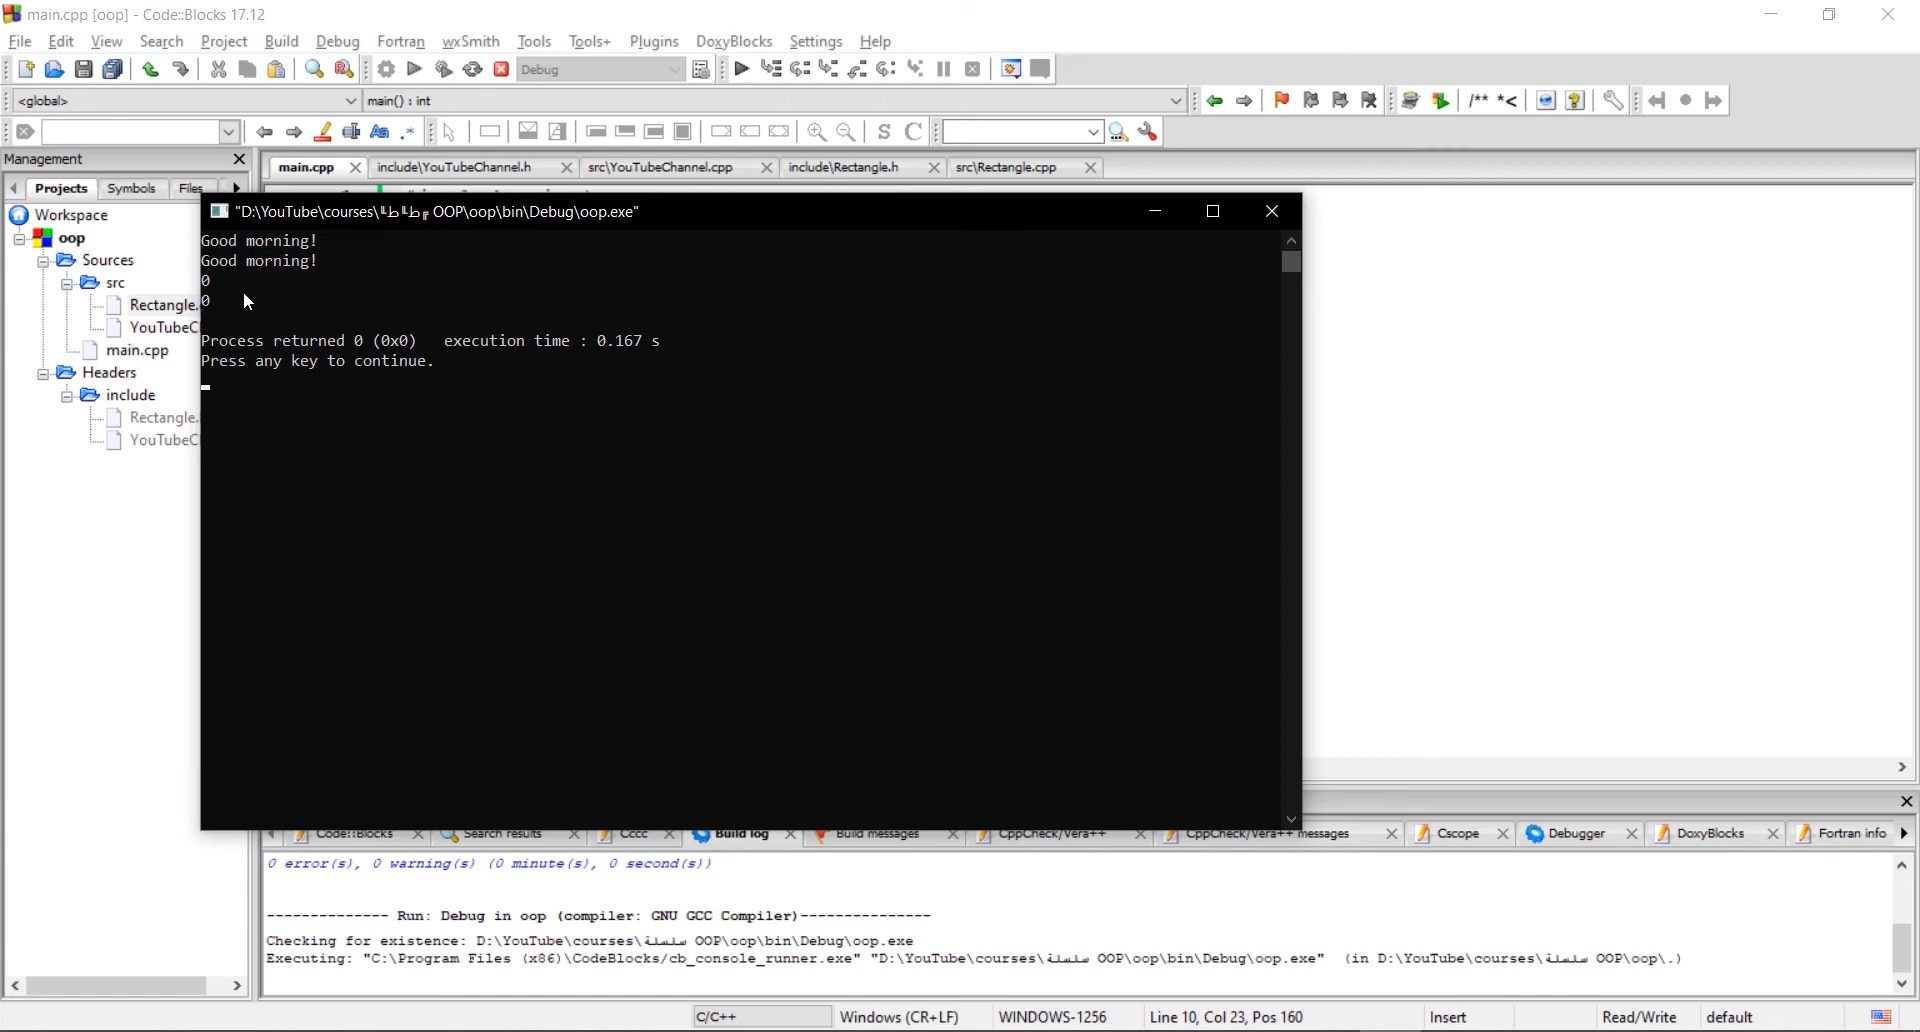 main.cpp [oop] - Code::Blocks 17.12
File Edit View Search Project Build Debug Fortran wxSmith Tools Tools+ Plugins DoxyBlocks Settings Help
Debug
<global> main() : int
/** *<
S C
Management
main.cpp include\YouTubeChannel.h src\YouTubeChannel.cpp include\Rectangle.h src\Rectangle.cpp
Projects Symbols Files
Workspace
oop
Sources
src
Rectangle.
YouTubeC
main.cpp
Headers
include
Rectangle.
YouTubeC
OOP\oop\bin\Debug\oop.exe"
Good morning!
Good morning!
0
0
Process returned 0 (0x0) execution time : 0.167 s
Press any key to continue.
Code::Blocks Search results Cccc Build log Build messages CppCheck/Vera++ CppCheck/Vera++ messages Cscope Debugger DoxyBlocks Fortran info
0 error(s), 0 warning(s) (0 minute(s), 0 second(s))
-------------- Run: Debug in oop (compiler: GNU GCC Compiler)---------------
Checking for existence: D:\YouTube\courses\سلسلة OOP\oop\bin\Debug\oop.exe
Executing: "C:\Program Files (x86)\CodeBlocks/cb_console_runner.exe" "D:\YouTube\courses\سلسلة OOP\oop\bin\Debug\oop.exe" (in D:\YouTube\courses\سلسلة OOP\oop\.)
C/C++ Windows (CR+LF) WINDOWS-1256 Line 10, Col 23, Pos 160 Insert Read/Write default